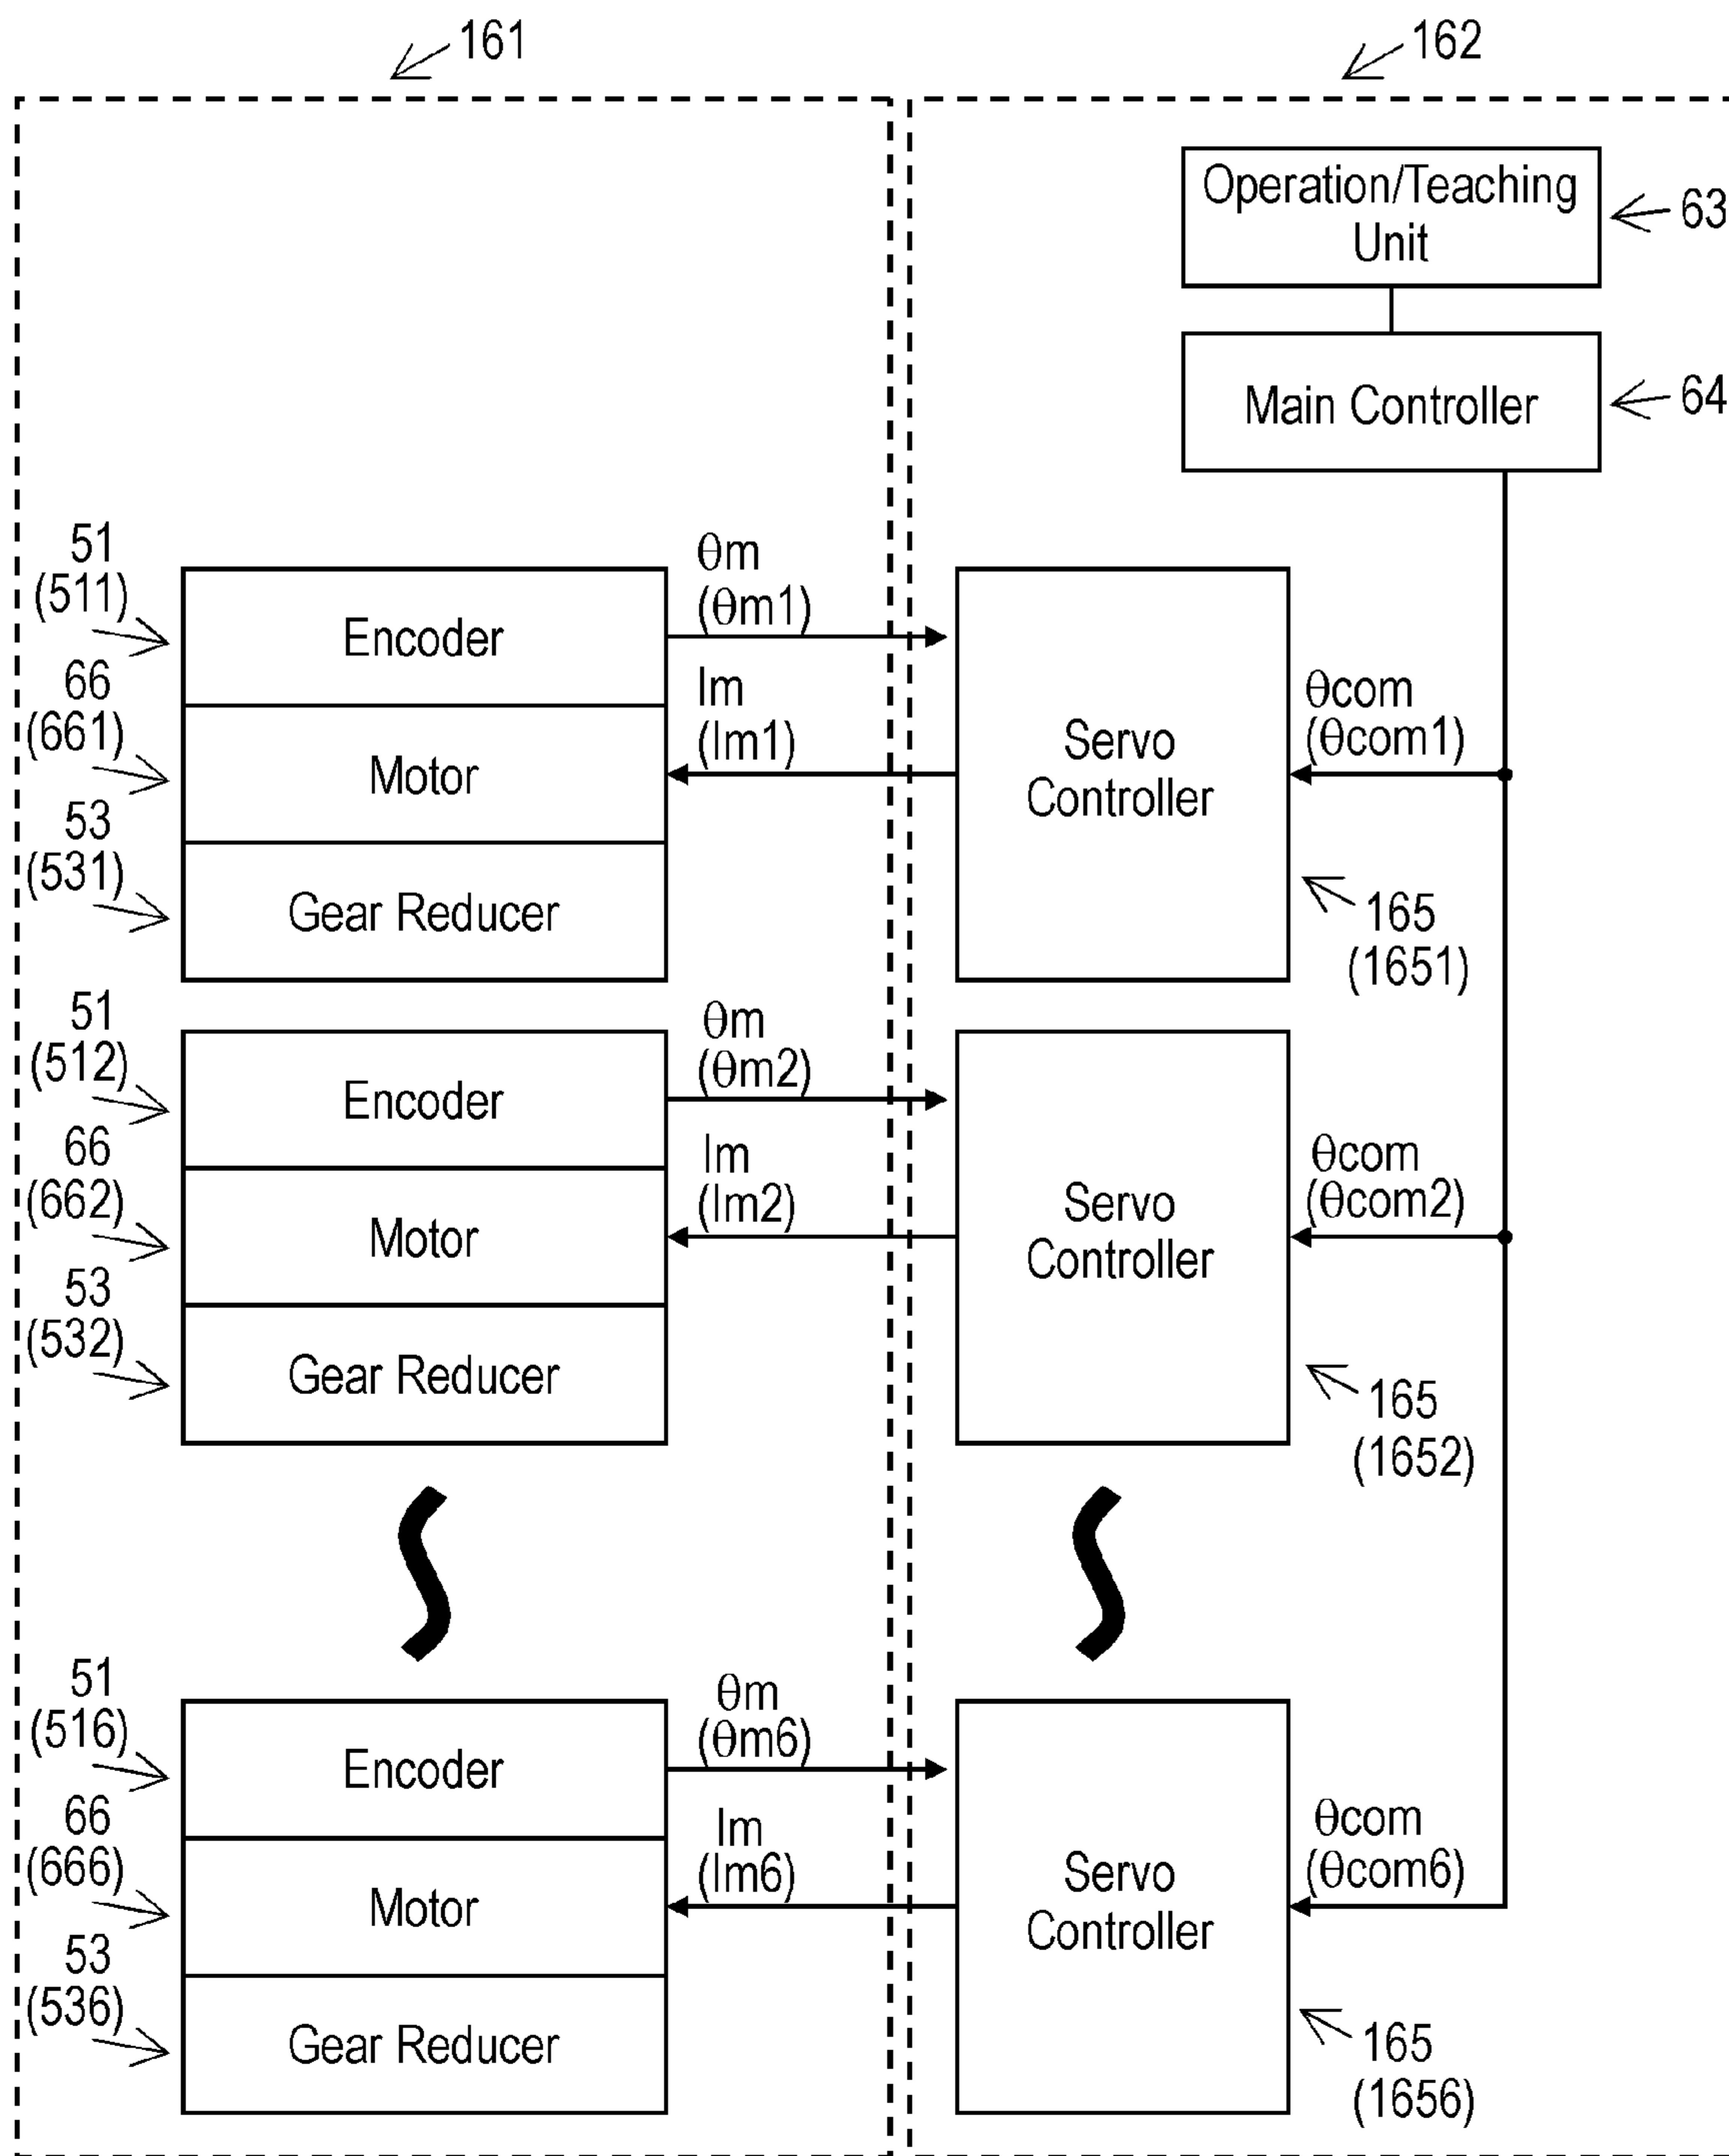 161
162
Operation/Teaching
Unit
63
Main Controller
64
51
(511)
Encoder
θm
(θm1)
66
(661)
Motor
Im
(Im1)
53
(531)
Gear Reducer
Servo
Controller
θcom
(θcom1)
165
(1651)
51
(512)
Encoder
θm
(θm2)
66
(662)
Motor
Im
(Im2)
53
(532)
Gear Reducer
Servo
Controller
θcom
(θcom2)
165
(1652)
51
(516)
Encoder
θm
(θm6)
66
(666)
Motor
Im
(Im6)
53
(536)
Gear Reducer
Servo
Controller
θcom
(θcom6)
165
(1656)